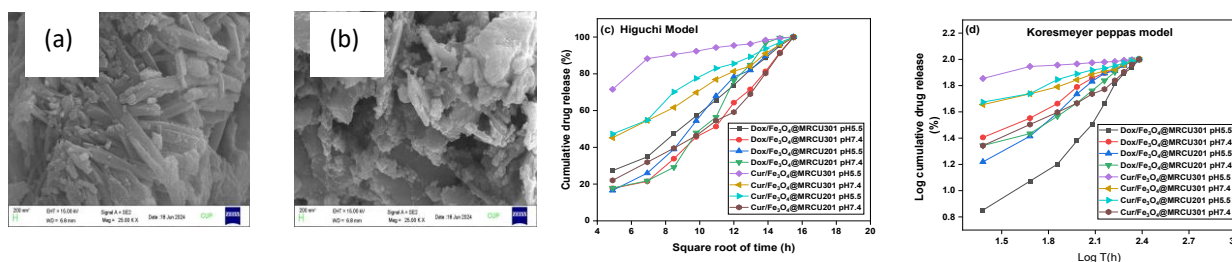 (a)
200 nm
EHT = 15.00 kV
Signal A = SE2
Date :18 Jun 2024
CUP
ZEISS
WD = 6.6 mm
Mag = 25.00 K X
(b)
200 nm
EHT = 15.00 kV
Signal A = SE2
Date :18 Jun 2024
CUP
ZEISS
WD = 6.8 mm
Mag = 25.00 K X
(c) Higuchi Model
Cumulative drug release (%)
100
80
60
40
20
0
Dox/Fe₃O₄@MRCU301 pH5.5
Dox/Fe₃O₄@MRCU301 pH7.4
Dox/Fe₃O₄@MRCU201 pH5.5
Dox/Fe₃O₄@MRCU201 pH7.4
Cur/Fe₃O₄@MRCU301 pH5.5
Cur/Fe₃O₄@MRCU301 pH7.4
Cur/Fe₃O₄@MRCU201 pH5.5
Cur/Fe₃O₄@MRCU201 pH7.4
4 6 8 10 12 14 16 18 20
Square root of time (h)
(d) Koresmeyer peppas model
Log cumulative drug release
(%)
2.2
2.0
1.8
1.6
1.4
1.2
1.0
0.8
Dox/Fe₃O₄@MRCU301 pH5.5
Dox/Fe₃O₄@MRCU301 pH7.4
Dox/Fe₃O₄@MRCU201 pH5.5
Dox/Fe₃O₄@MRCU201 pH7.4
Cur/Fe₃O₄@MRCU301 pH5.5
Cur/Fe₃O₄@MRCU301 pH7.4
Cur/Fe₃O₄@MRCU201 pH5.5
Cur/Fe₃O₄@MRCU301 pH7.4
1.5 1.8 2.1 2.4 2.7
Log T(h)